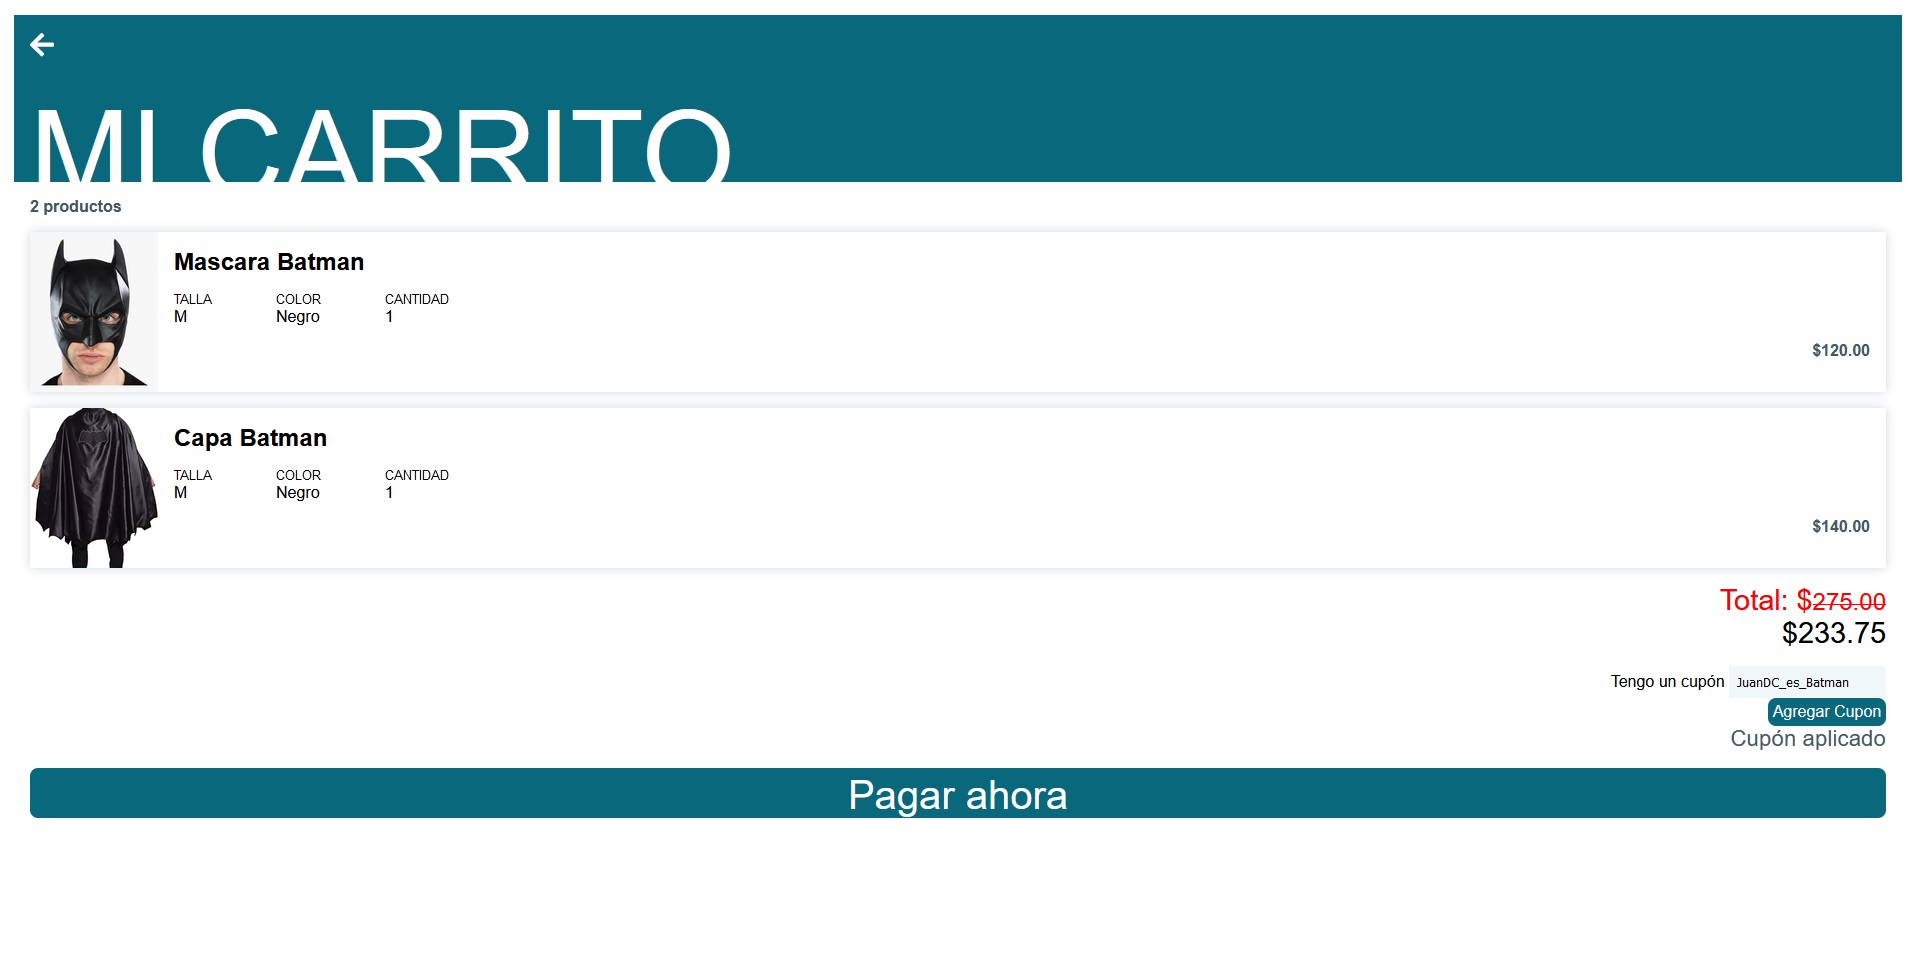 MI CARRITO
2 productos
Mascara Batman
TALLA COLOR CANTIDAD
M Negro 1
$120.00
Capa Batman
TALLA COLOR CANTIDAD
M Negro 1
$140.00
Total: $275.00
$233.75
Tengo un cupón JuanDC_es_Batman
Agregar Cupon
Cupón aplicado
Pagar ahora